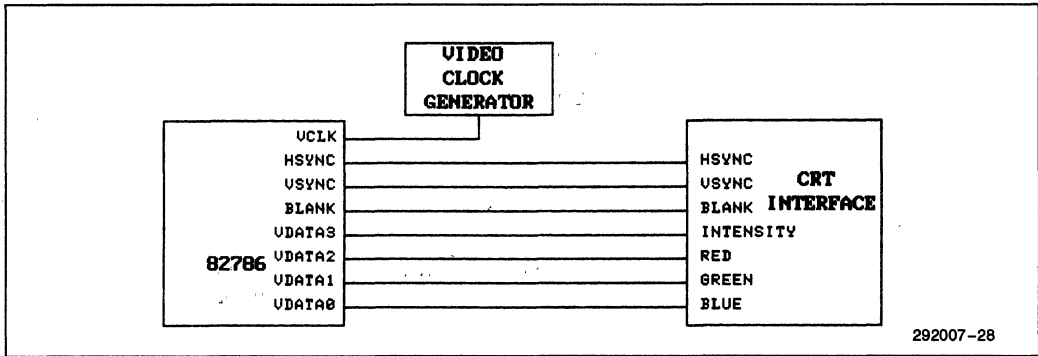 VIDEO
CLOCK
GENERATOR
VCLK
HSYNC
VSYNC
BLANK
VDATA3
82786 VDATA2
VDATA1
VDATA0
HSYNC
VSYNC
BLANK
INTENSITY
RED
GREEN
BLUE
CRT
INTERFACE
292007-28